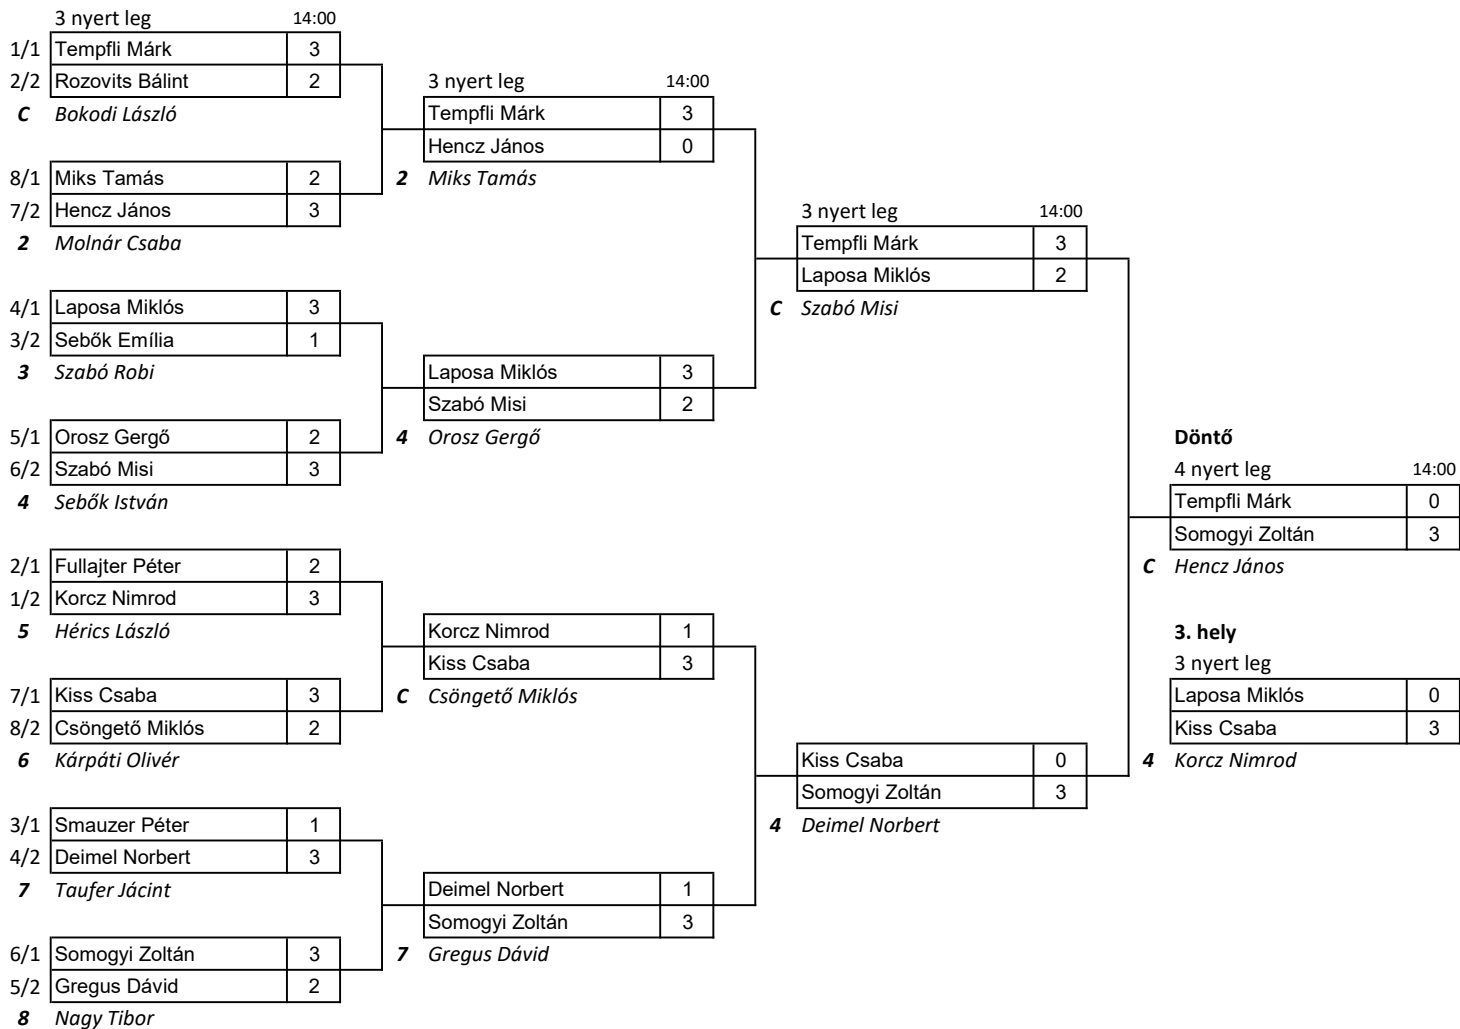 3 nyert leg 14:00
1/1 Tempfli Márk 3
2/2 Rozovits Bálint 2
C Bokodi László
8/1 Miks Tamás 2
7/2 Hencz János 3
2 Molnár Csaba
4/1 Laposa Miklós 3
3/2 Sebők Emília 1
3 Szabó Robi
5/1 Orosz Gergő 2
6/2 Szabó Misi 3
4 Sebők István
2/1 Fullajter Péter 2
1/2 Korcz Nimrod 3
5 Hérics László
7/1 Kiss Csaba 3
8/2 Csöngető Miklós 2
6 Kárpáti Olivér
3/1 Smauzer Péter 1
4/2 Deimel Norbert 3
7 Taufer Jácint
6/1 Somogyi Zoltán 3
5/2 Gregus Dávid 2
8 Nagy Tibor
3 nyert leg 14:00
Tempfli Márk 3
Hencz János 0
2 Miks Tamás
Laposa Miklós 3
Szabó Misi 2
4 Orosz Gergő
Korcz Nimrod 1
Kiss Csaba 3
C Csöngető Miklós
Deimel Norbert 1
Somogyi Zoltán 3
7 Gregus Dávid
3 nyert leg 14:00
Tempfli Márk 3
Laposa Miklós 2
C Szabó Misi
Kiss Csaba 0
Somogyi Zoltán 3
4 Deimel Norbert
Döntő
4 nyert leg 14:00
Tempfli Márk 0
Somogyi Zoltán 3
C Hencz János
3. hely
3 nyert leg
Laposa Miklós 0
Kiss Csaba 3
4 Korcz Nimrod